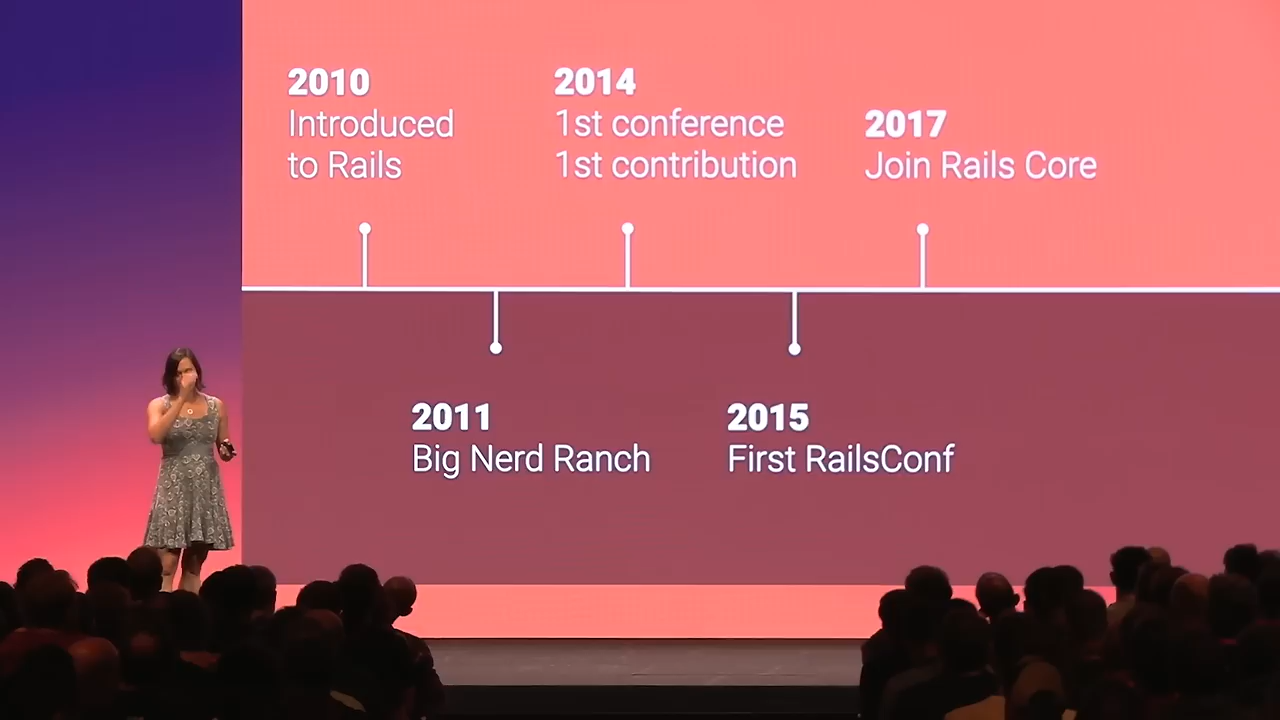 2010
Introduced
to Rails
2014
1st conference
1st contribution
2017
Join Rails Core
2011
Big Nerd Ranch
2015
First RailsConf